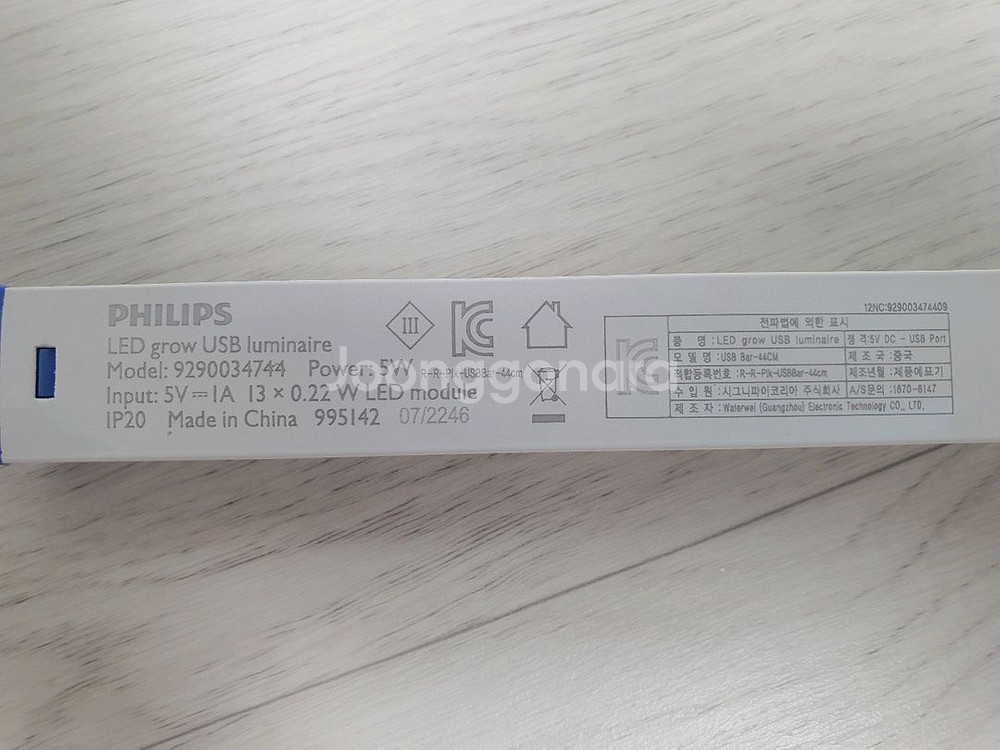 PHILIPS
LED grow USB luminaire
Model: 9290034744 Power: 5W
Input: 5V⎓1A 13 × 0.22 W LED module
IP20 Made in China 995142 07/2246
III
R-R-Plk-USBBar-44cm
12NC:929003474409
전파법에 의한 표시
품 명:LED grow USB luminaire 정 격:5V DC - USB Port
모 델 명:USB Bar-44CM 제 조 국:중국
적합등록번호:R-R-Plk-USBBar-44cm 제조년월:제품에표기
수 입 원:시그니파이코리아 주식회사 A/S문의:1670-6147
제 조 자:Waterwei (Guangzhou) Electronic Technology CO., LTD.
Joonggonara